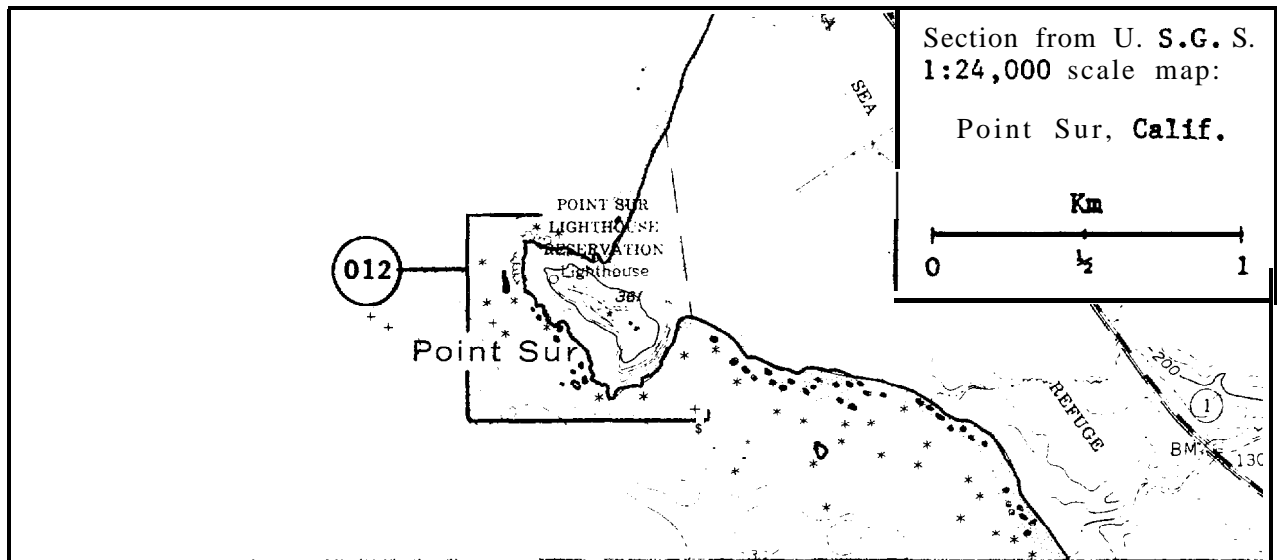 Section from U. S.G. S.
1:24,000 scale map:
Point Sur, Calif.
Km
0 ½ 1
SEA
POINT SUR
LIGHTHOUSE
RESERVATION
Lighthouse
012
Point Sur
REFUGE
200
1
BM
130